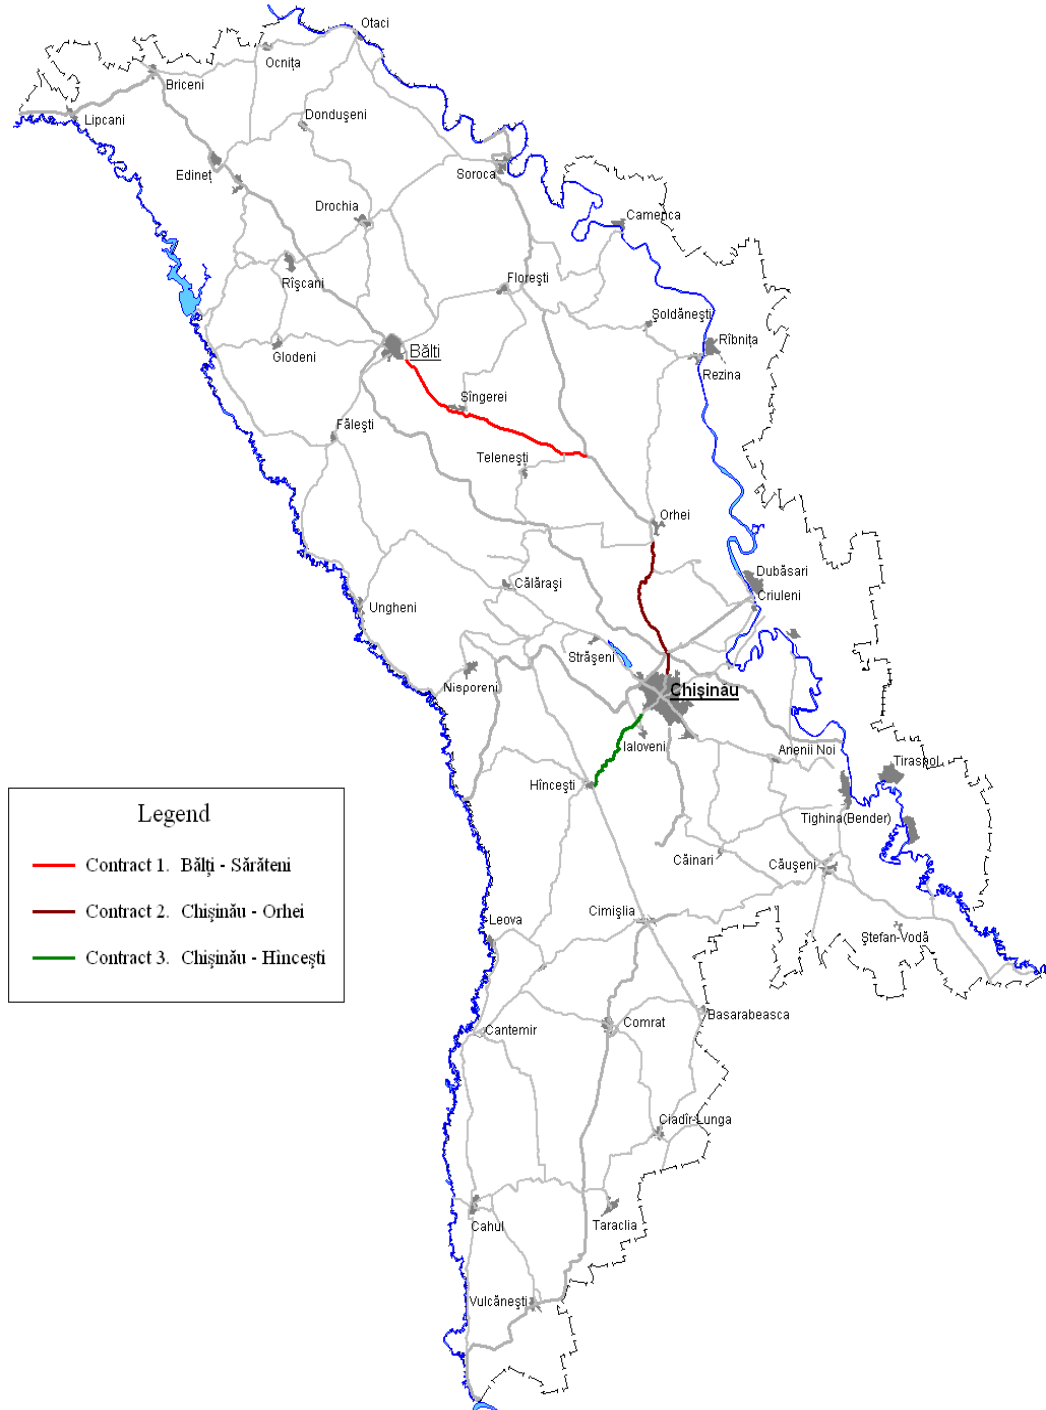 Otaci
Ocnița
Briceni
Lipcani
Dondușeni
Edineț
Soroca
Drochia
Camenca
Rîșcani
Florești
Șoldănești
Rîbnița
Glodeni
Bălti
Rezina
Sîngerei
Fălești
Telenești
Orhei
Dubăsari
Călărași
Criuleni
Ungheni
Strășeni
Nisporeni
Chișinău
Ialoveni
Anenii Noi
Tiraspol
Hîncești
Tighina(Bender)
Căinari
Căușeni
Cimișlia
Leova
Ștefan-Vodă
Basarabeasca
Comrat
Cantemir
Ciadîr-Lunga
Cahul
Taraclia
Vulcănești
Legend
Contract 1. Bălți - Sărăteni
Contract 2. Chișinău - Orhei
Contract 3. Chișinău - Hîncești